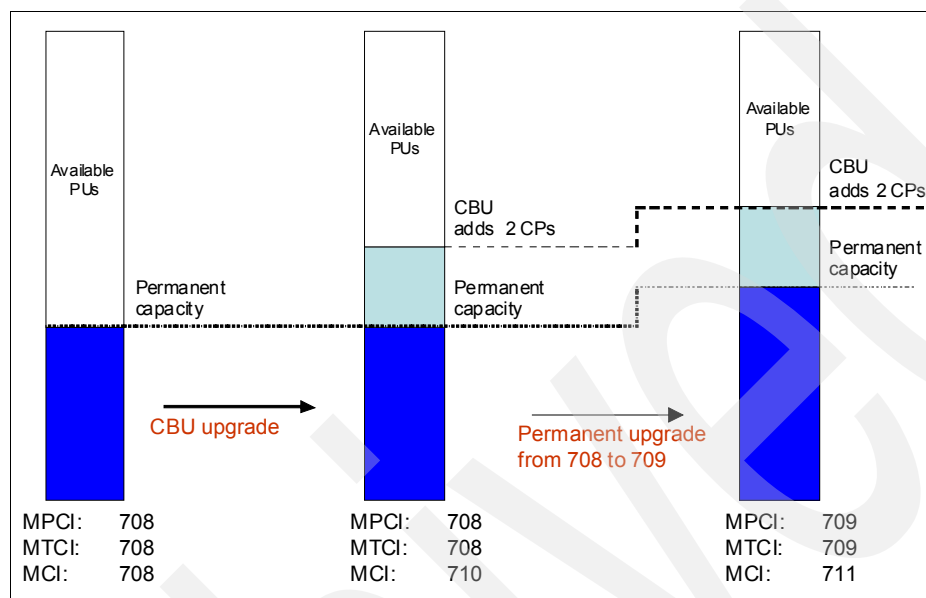 Available
PUs
Permanent
capacity
CBU upgrade
MPCI: 708
MTCI: 708
MCI: 708
Available
PUs
CBU
adds 2 CPs
Permanent
capacity
Permanent upgrade
from 708 to 709
MPCI: 708
MTCI: 708
MCI: 710
Available
PUs
CBU
adds 2 CPs
Permanent
capacity
MPCI: 709
MTCI: 709
MCI: 711